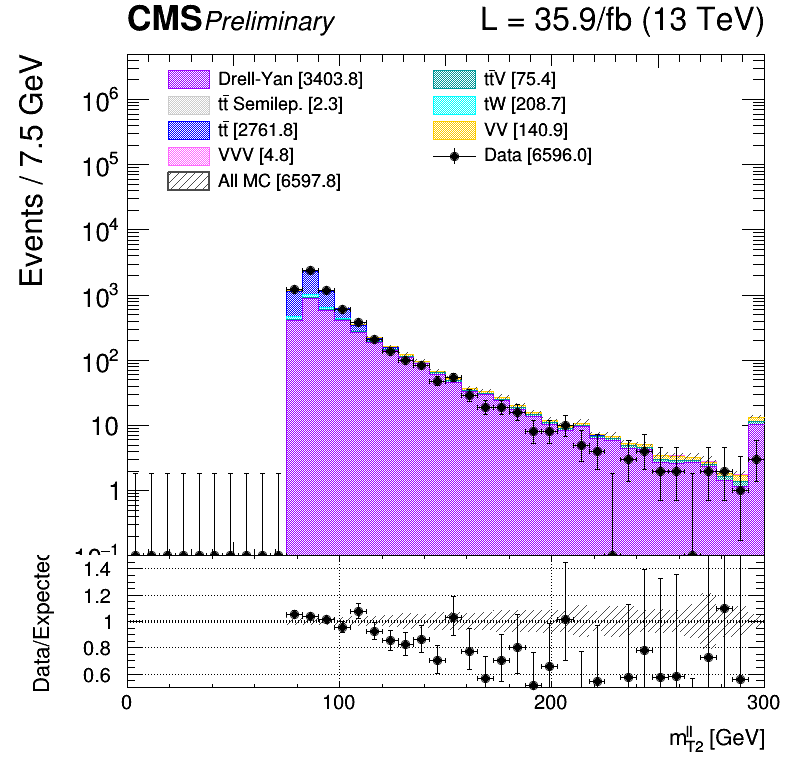 CMS Preliminary L = 35.9/fb (13 TeV)
Events / 7.5 GeV
Drell-Yan [3403.8]
tt̄ Semilep. [2.3]
tt̄ [2761.8]
VVV [4.8]
All MC [6597.8]
tt̄V [75.4]
tW [208.7]
VV [140.9]
Data [6596.0]
10⁶
10⁵
10⁴
10³
10²
10
1
10⁻¹
Data/Expected
1.4
1.2
1
0.8
0.6
0 100 200 300
m_{T2}^{ll} [GeV]